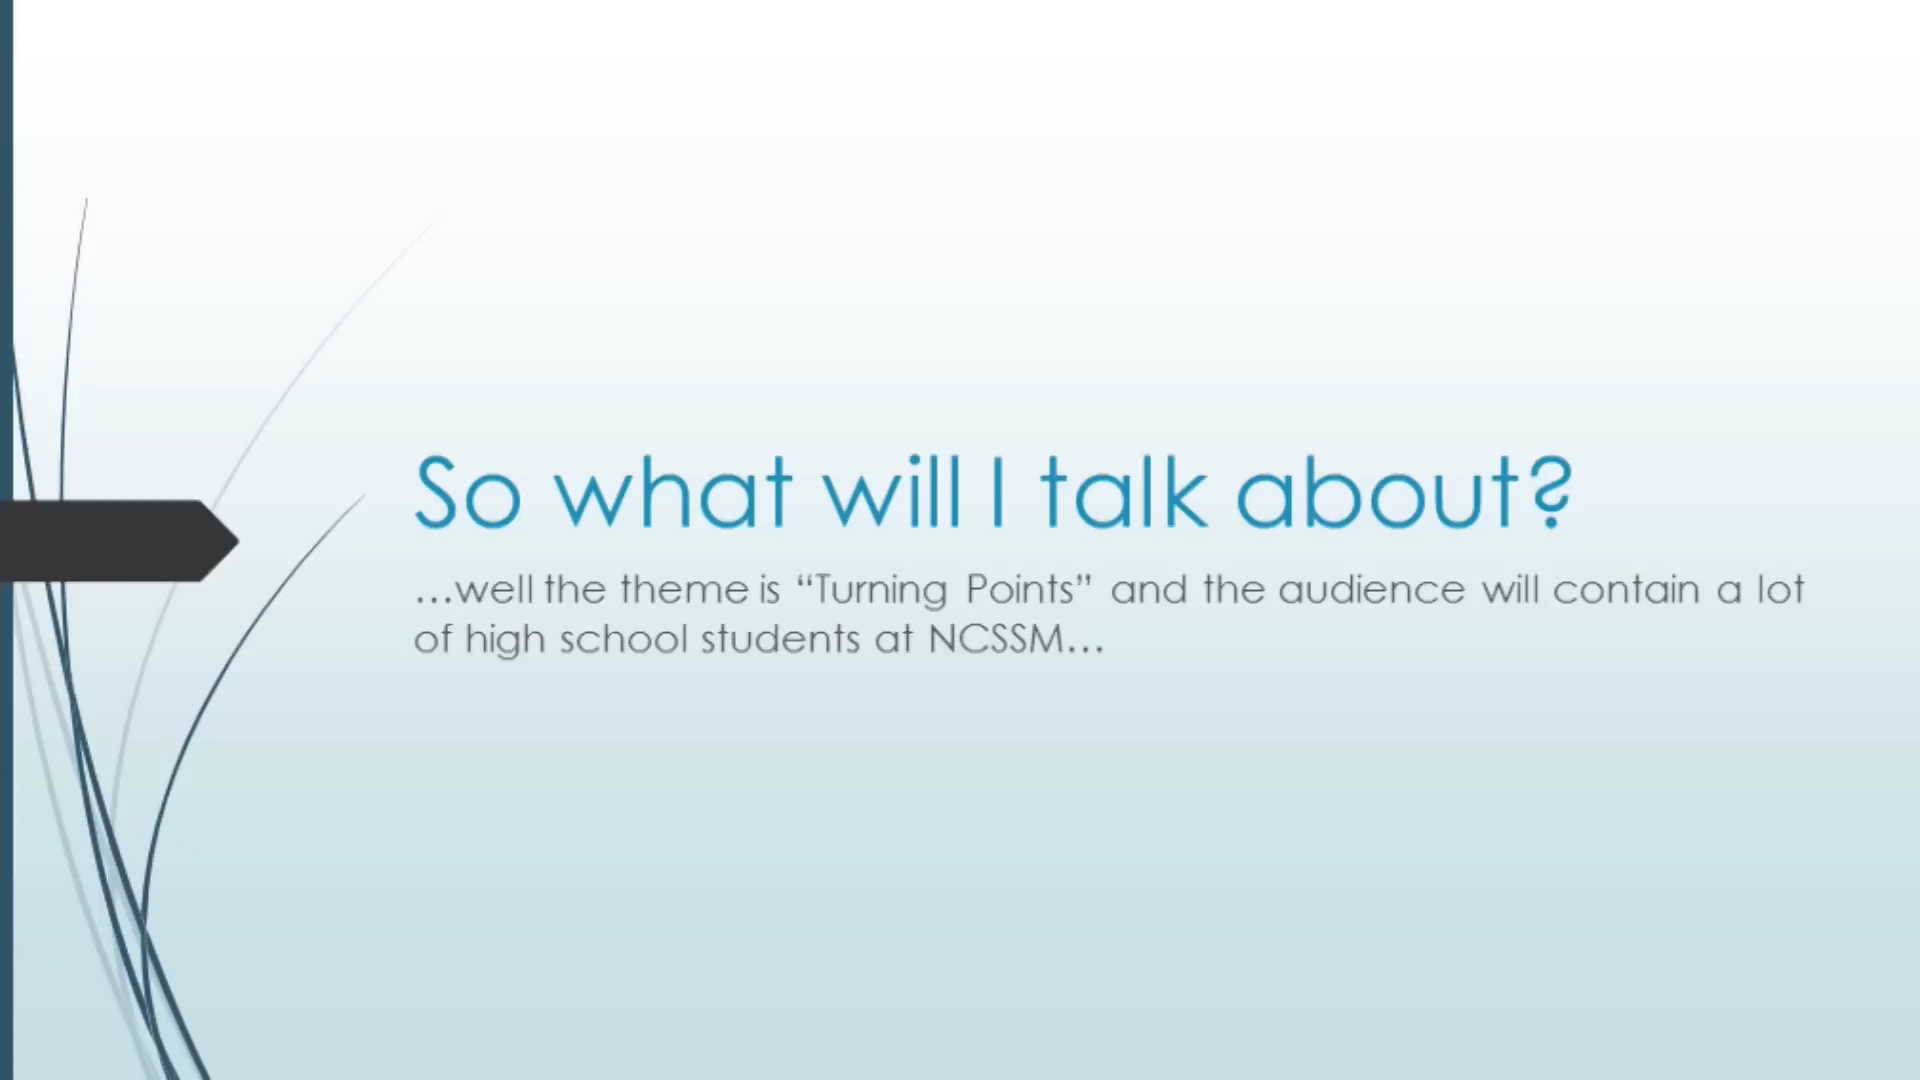 So what will I talk about?
…well the theme is “Turning Points” and the audience will contain a lot
of high school students at NCSSM…